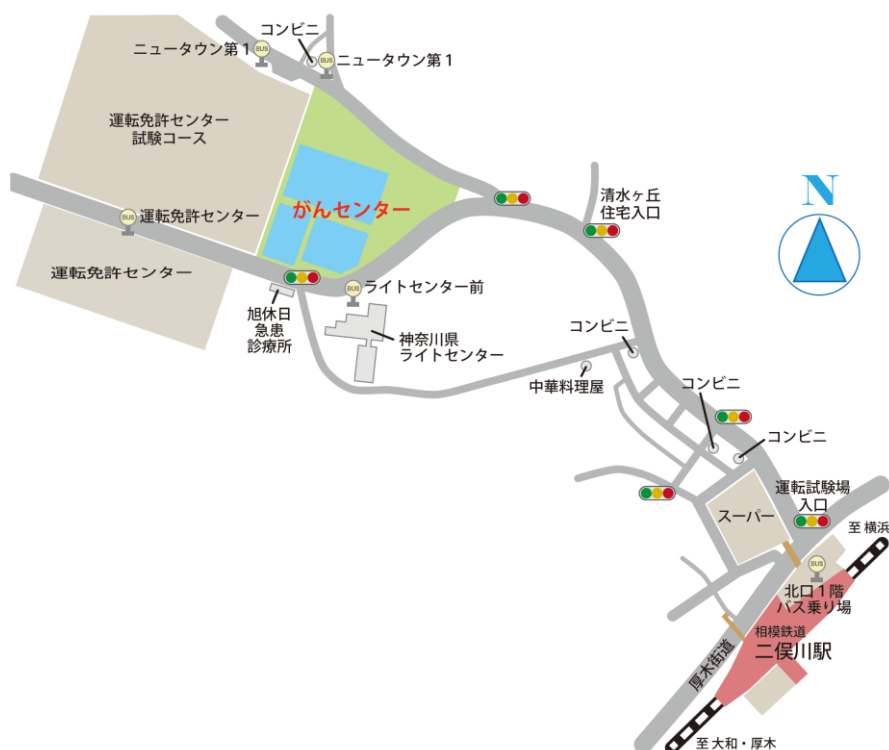 コンビニ
ニュータウン第1
BUS
BUS
ニュータウン第1
運転免許センター
試験コース
清水ヶ丘
住宅入口
N
がんセンター
BUS
運転免許センター
運転免許センター
BUS
ライトセンター前
旭休日
急患
診療所
神奈川県
ライトセンター
コンビニ
中華料理屋
コンビニ
コンビニ
運転試験場
入口
スーパー
至 横浜
BUS
北口1階
バス乗り場
相模鉄道
二俣川駅
厚木街道
至 大和・厚木